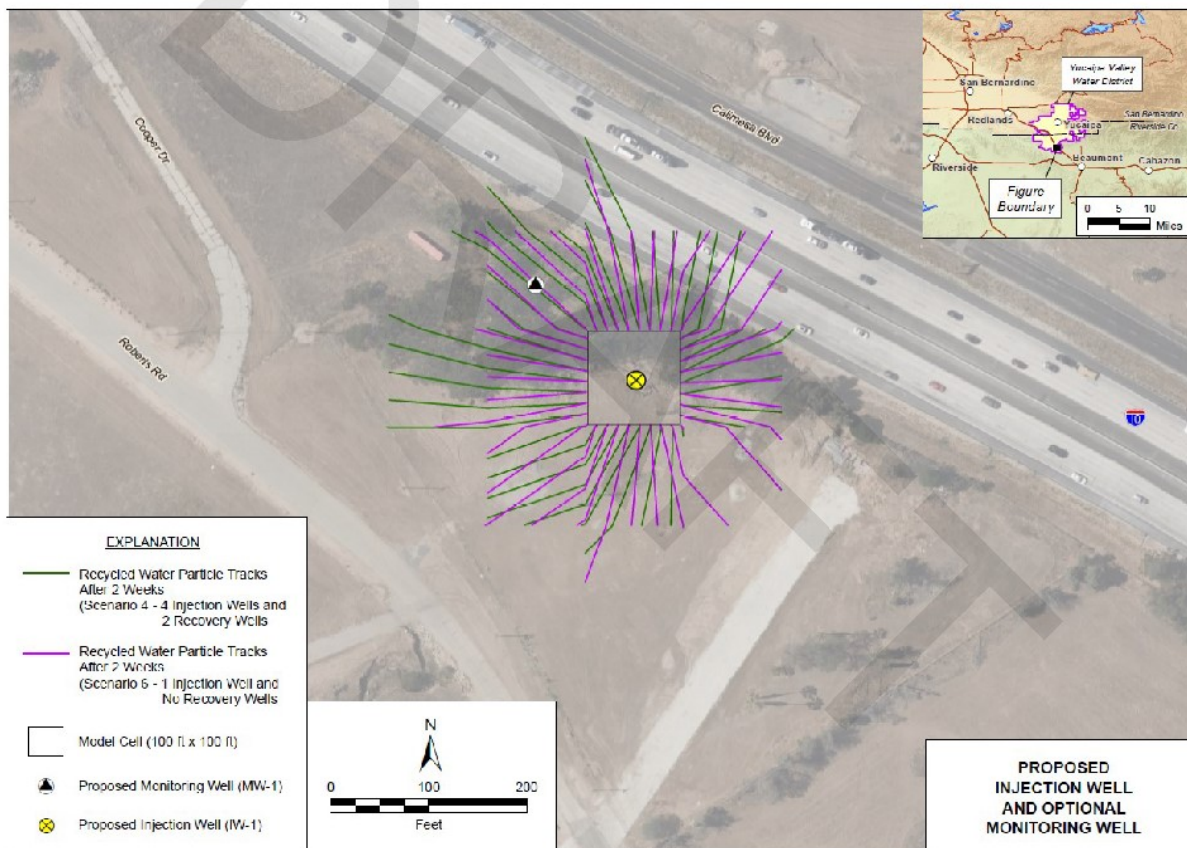 Cooper Dr
Calimesa Blvd
Roberts Rd
10
San Bernardino
Yucaipa Valley
Water District
Redlands
Yucaipa
San Bernardino
Riverside Co
Riverside
Beaumont
Cabazon
Figure
Boundary
0 5 10
Miles
EXPLANATION
Recycled Water Particle Tracks
After 2 Weeks
(Scenario 4 - 4 Injection Wells and
2 Recovery Wells
Recycled Water Particle Tracks
After 2 Weeks
(Scenario 6 - 1 Injection Well and
No Recovery Wells
Model Cell (100 ft x 100 ft)
Proposed Monitoring Well (MW-1)
Proposed Injection Well (IW-1)
N
0 100 200
Feet
PROPOSED
INJECTION WELL
AND OPTIONAL
MONITORING WELL
DRAFT